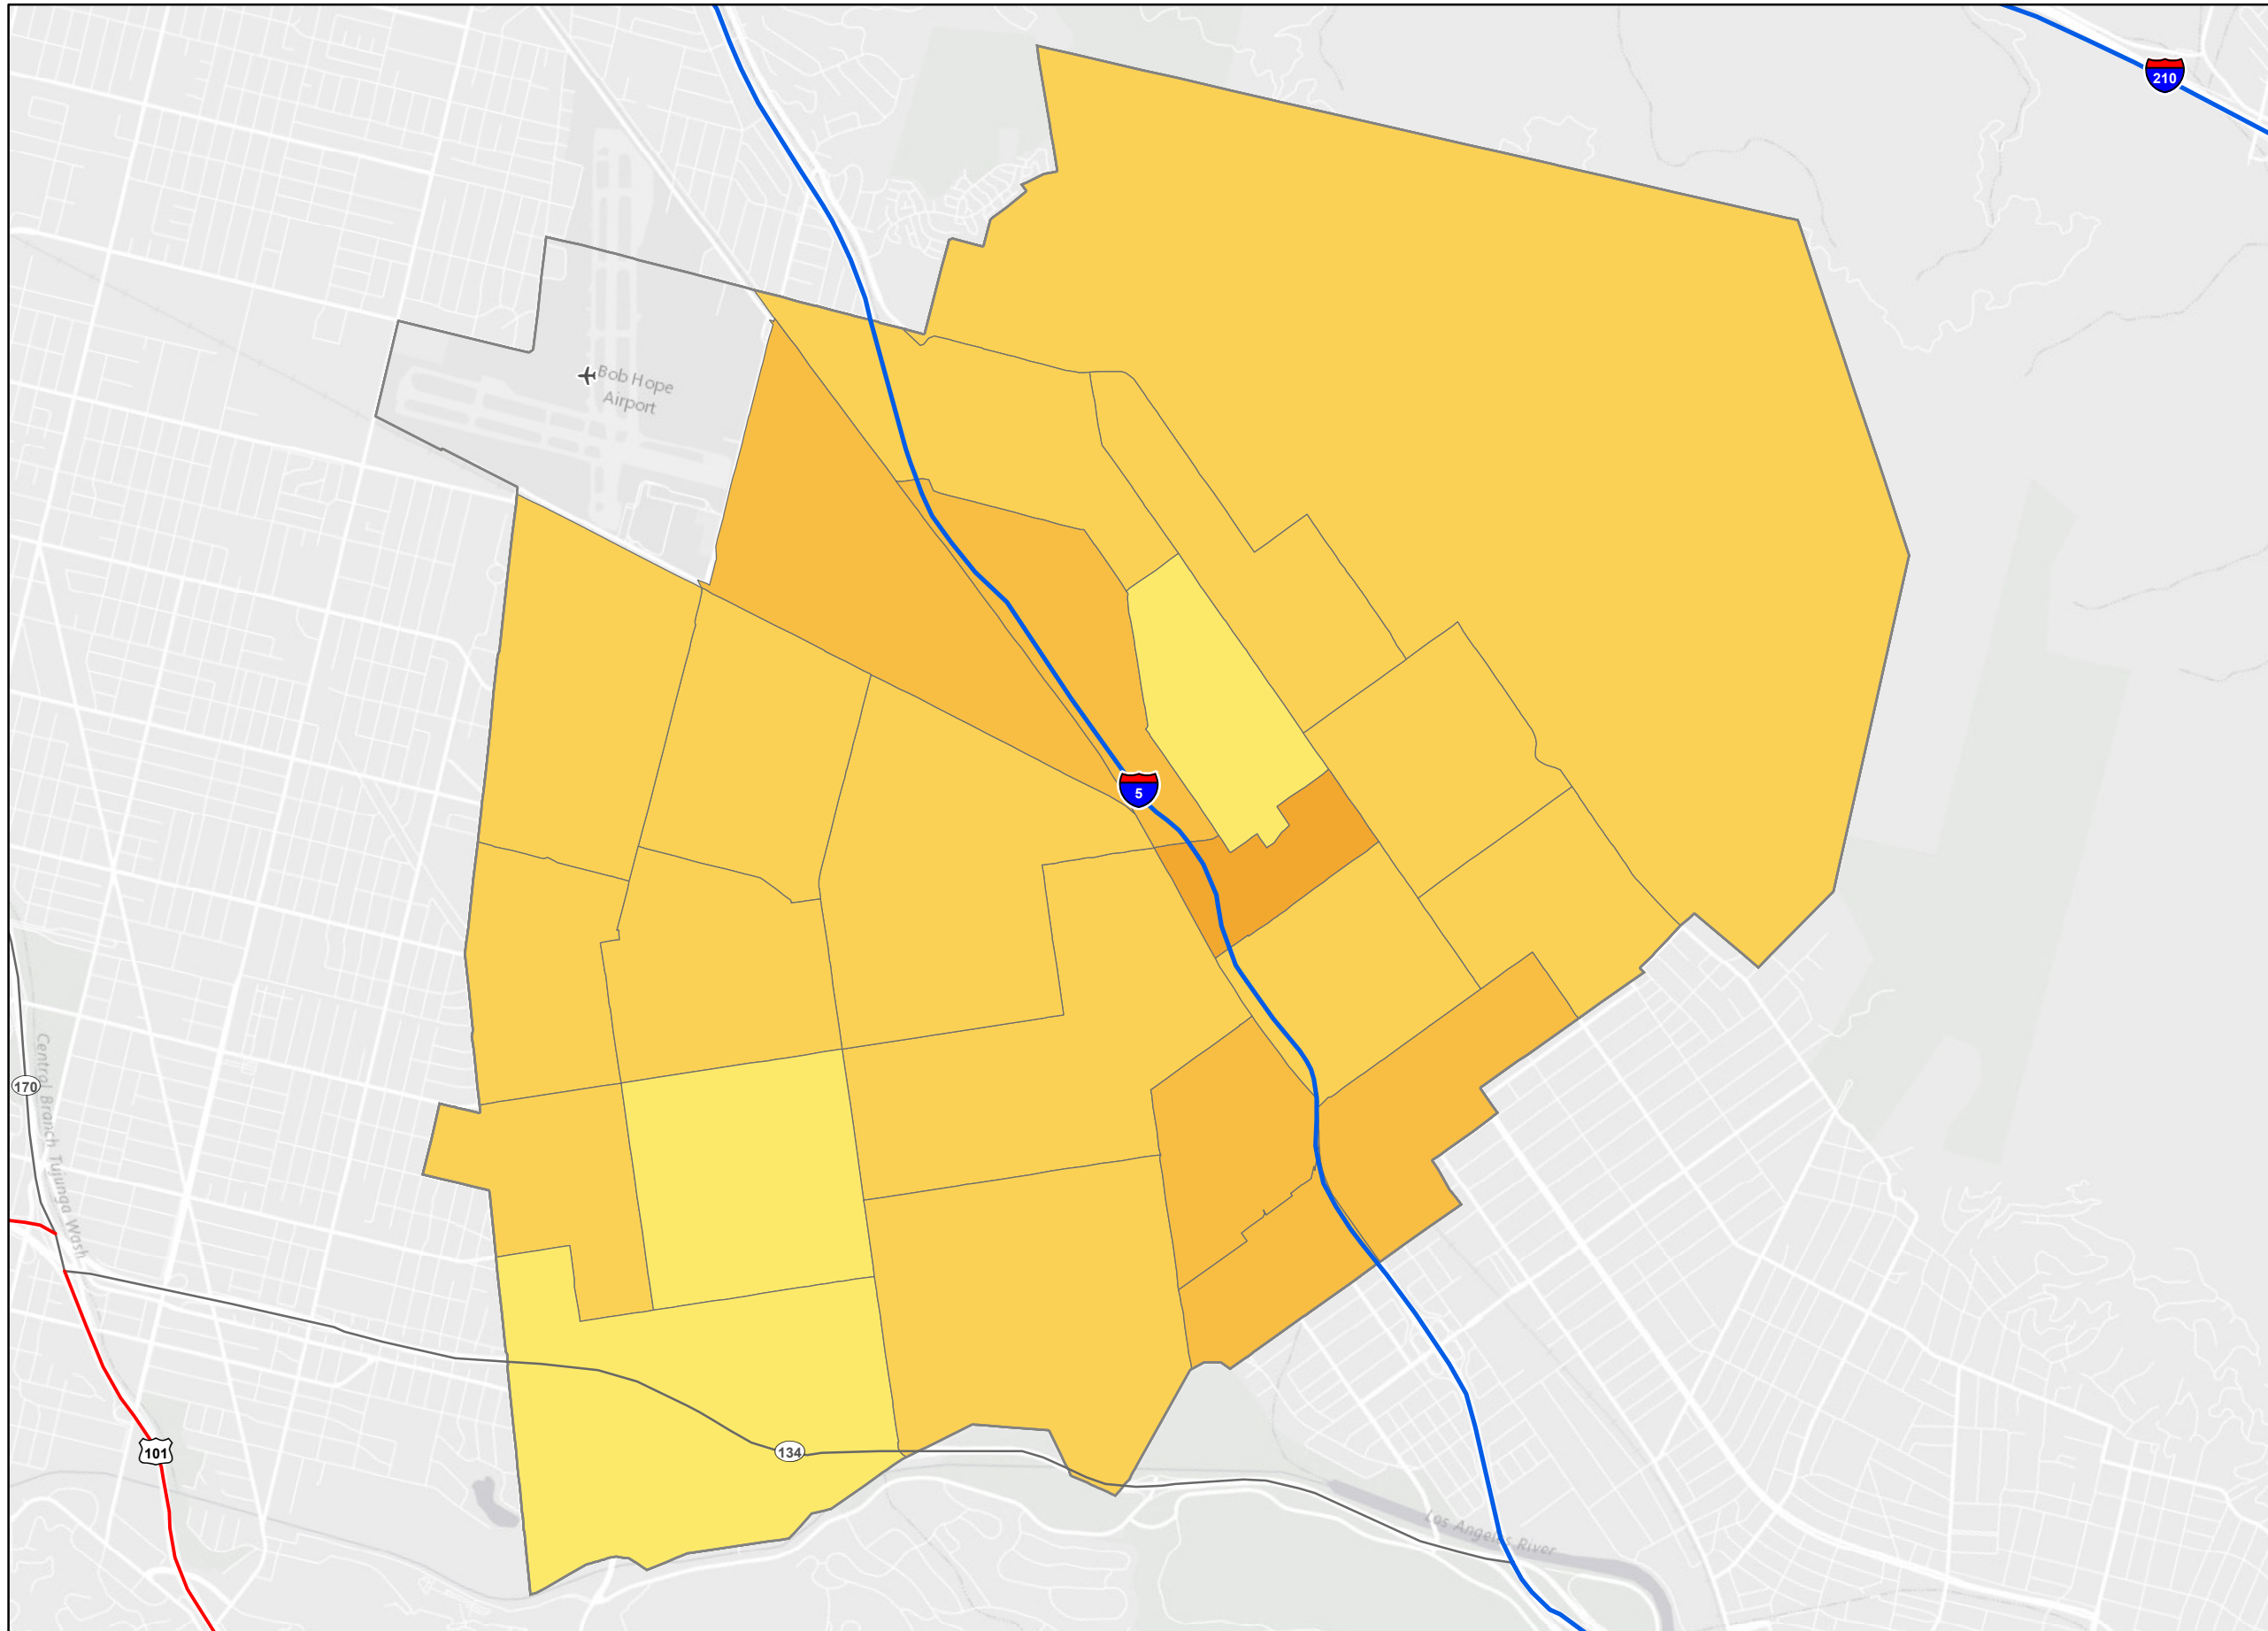 210
Bob Hope
Airport
5
Central Branch Tujunga Wash
170
134
101
Los Angeles River